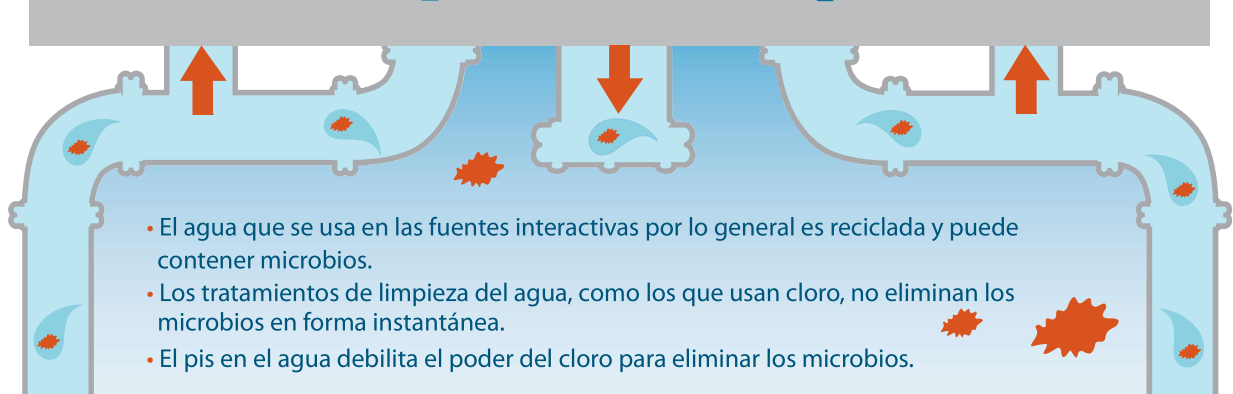 • El agua que se usa en las fuentes interactivas por lo general es reciclada y puede
contener microbios.
• Los tratamientos de limpieza del agua, como los que usan cloro, no eliminan los
microbios en forma instantánea.
• El pis en el agua debilita el poder del cloro para eliminar los microbios.